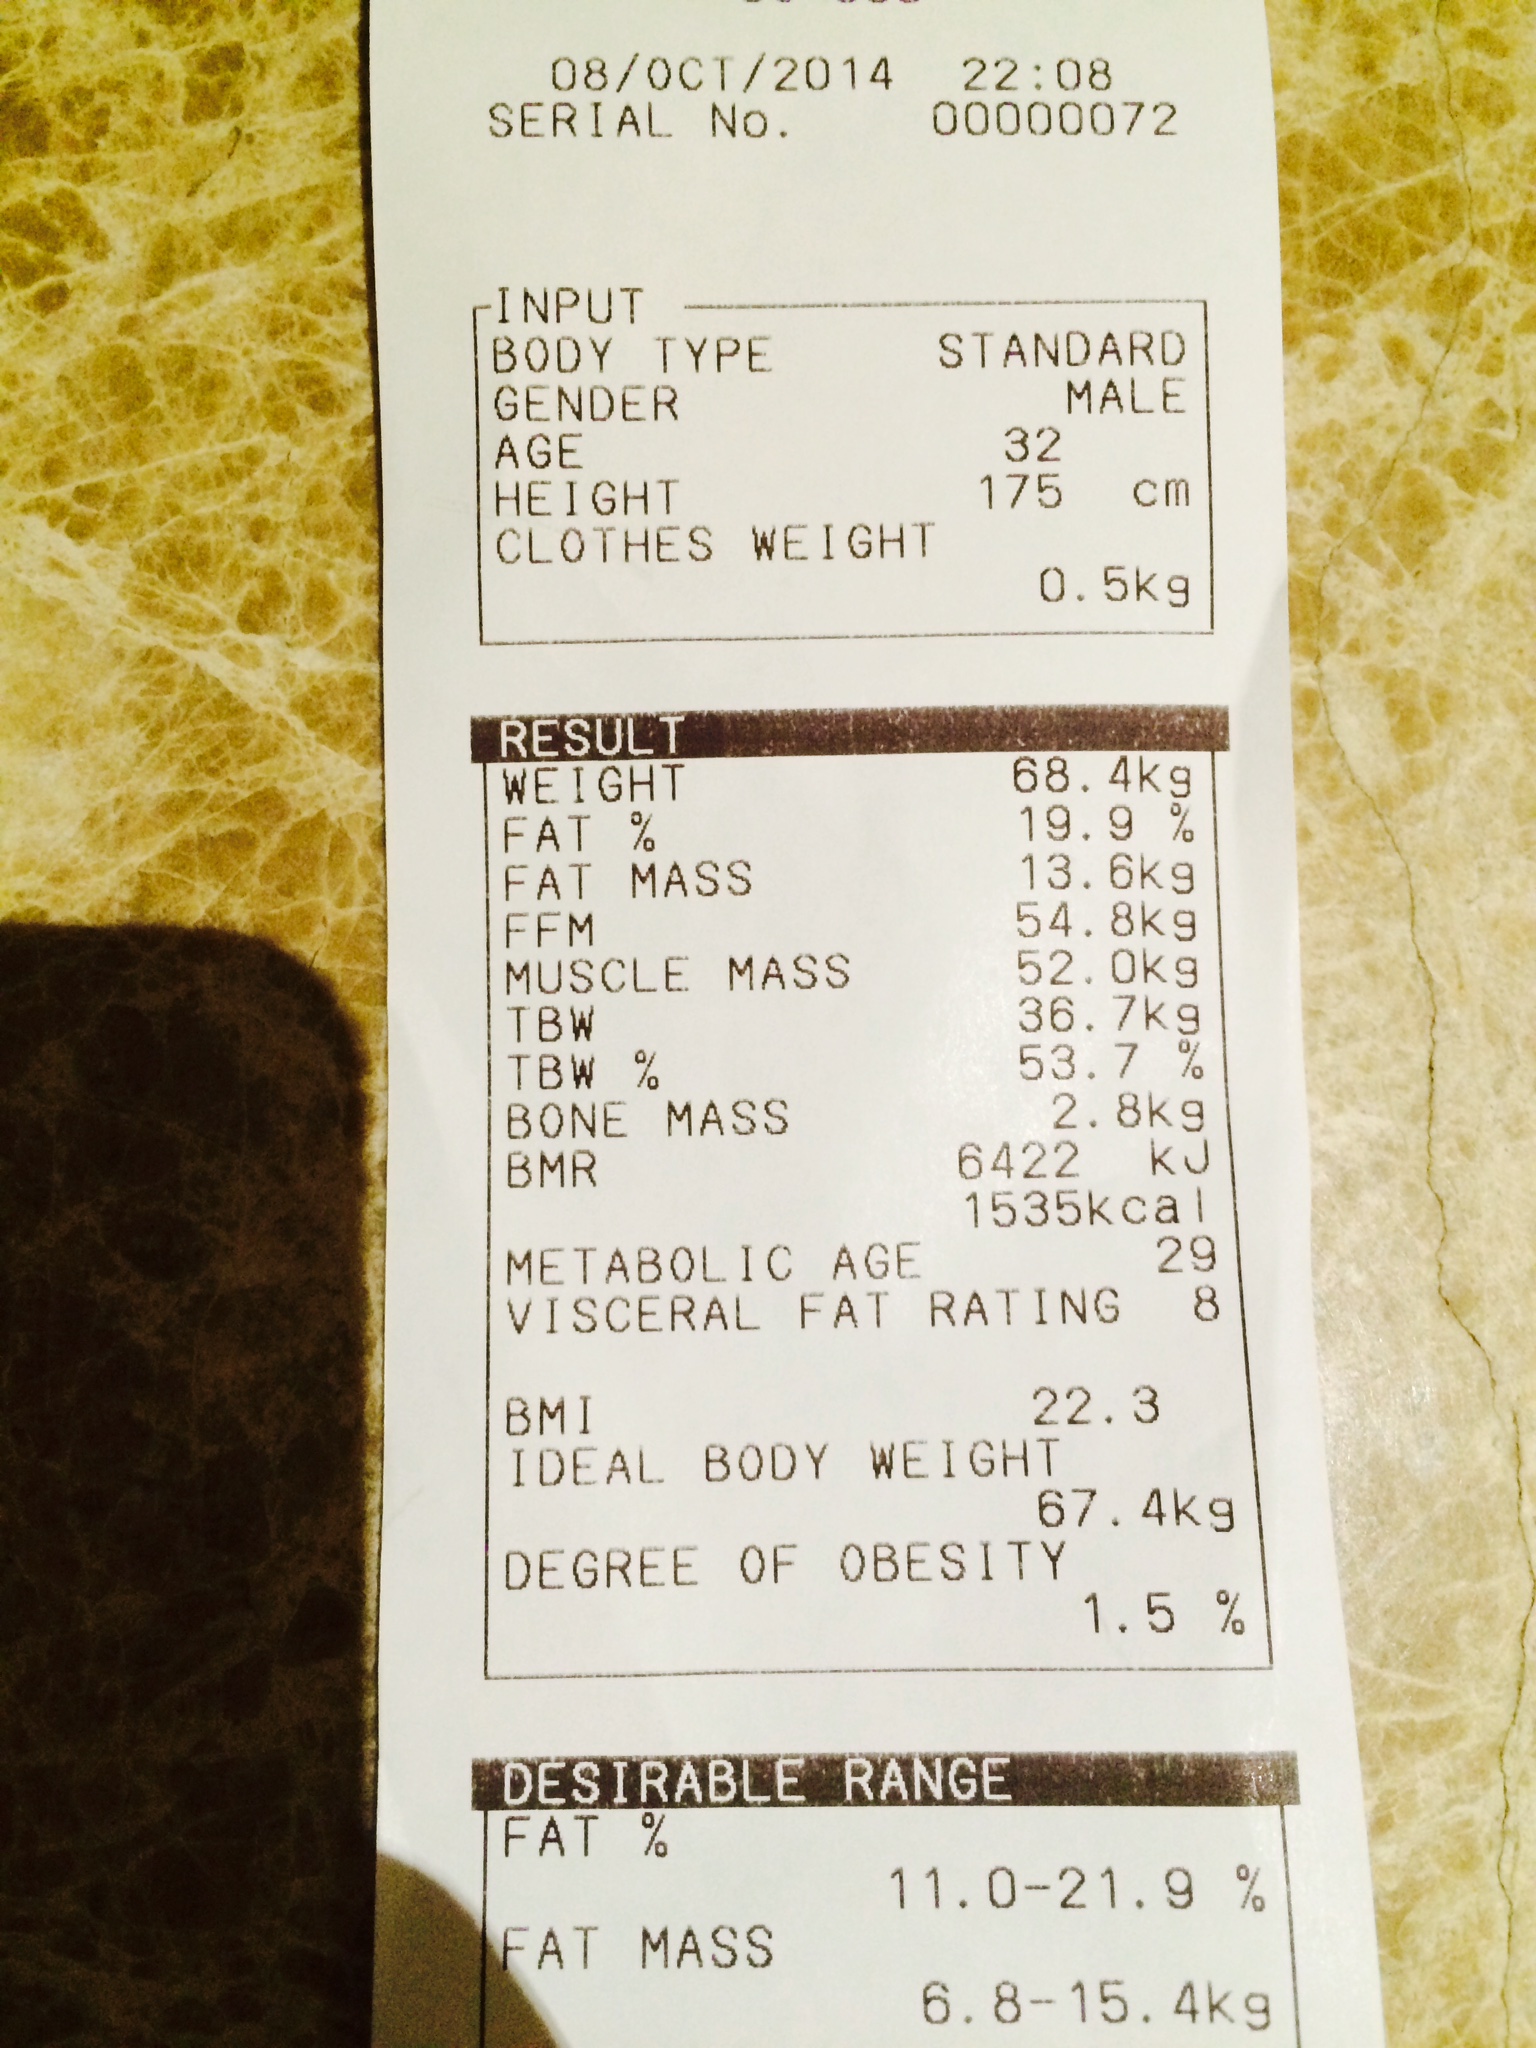 08/OCT/2014 22:08
SERIAL No. 00000072
INPUT
BODY TYPE STANDARD
GENDER MALE
AGE 32
HEIGHT 175 cm
CLOTHES WEIGHT
0.5kg
RESULT
WEIGHT 68.4kg
FAT % 19.9 %
FAT MASS 13.6kg
FFM 54.8kg
MUSCLE MASS 52.0kg
TBW 36.7kg
TBW % 53.7 %
BONE MASS 2.8kg
BMR 6422 kJ
1535kcal
METABOLIC AGE 29
VISCERAL FAT RATING 8
BMI 22.3
IDEAL BODY WEIGHT
67.4kg
DEGREE OF OBESITY
1.5 %
DESIRABLE RANGE
FAT %
11.0-21.9 %
FAT MASS
6.8-15.4kg